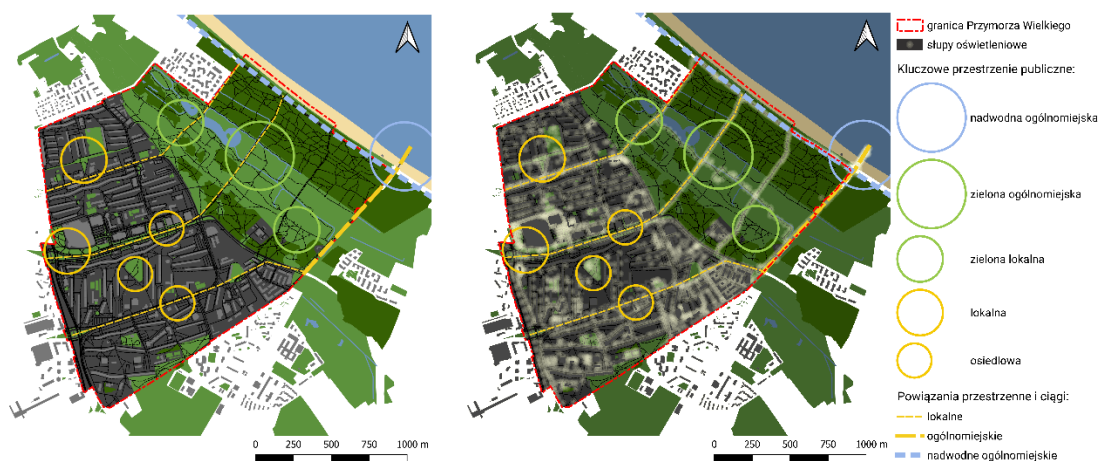 granica Przymorza Wielkiego
słupy oświetleniowe
Kluczowe przestrzenie publiczne:
nadwodna ogólnomiejska
zielona ogólnomiejska
zielona lokalna
lokalna
osiedlowa
Powiązania przestrzenne i ciągi:
lokalne
ogólnomiejskie
nadwodne ogólnomiejskie
0 250 500 750 1000 m
0 250 500 750 1000 m